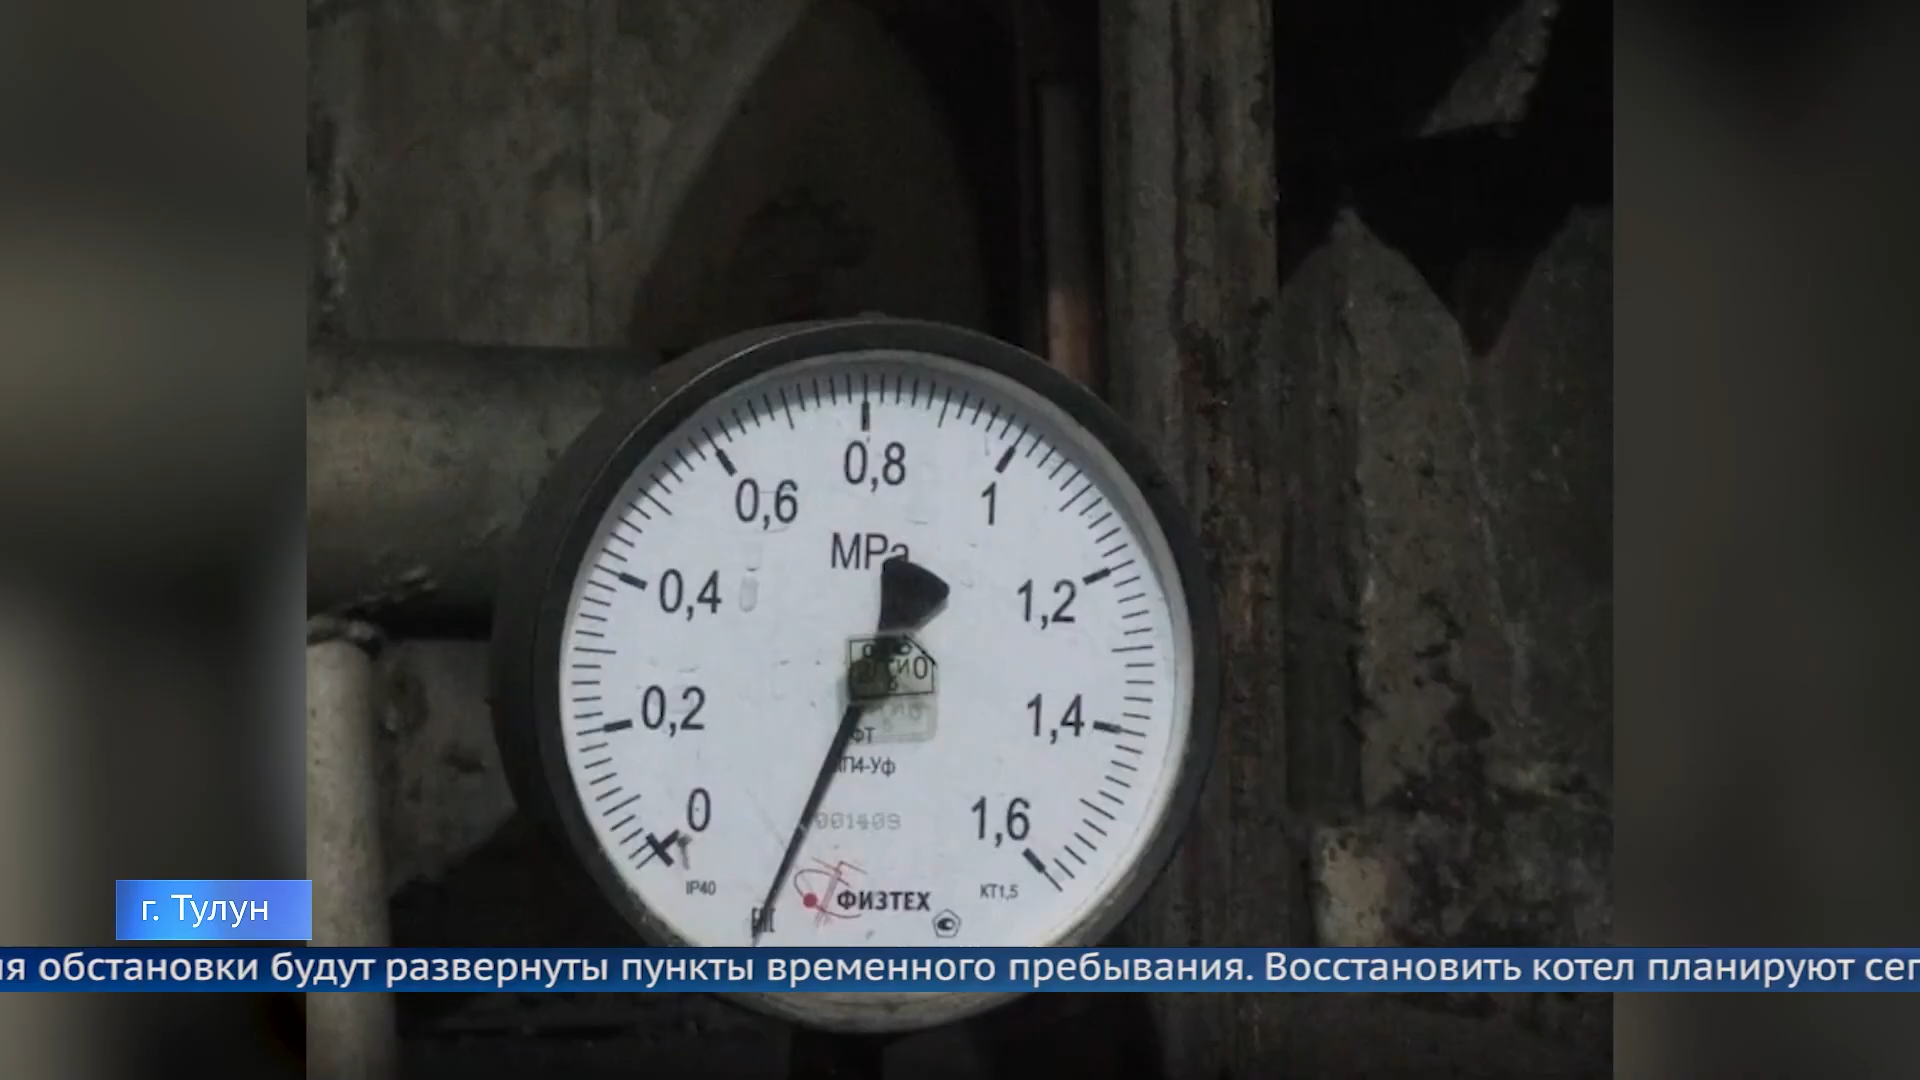 0,8
0,6
1
MPa
0,4
1,2
0,2
1,4
0
001409
1,6
IP40
КТ1,5
ФИЗТЕХ
г. Тулун
обстановки будут развернуты пункты временного пребывания. Восстановить котел планируют